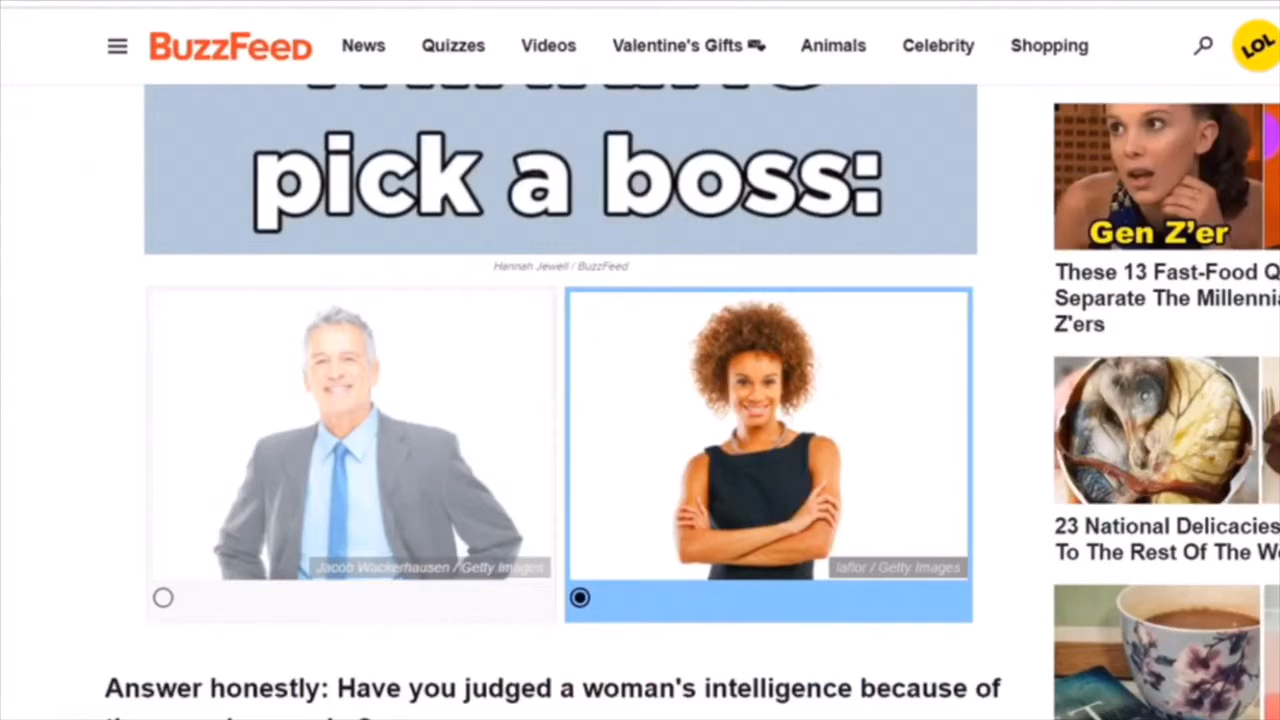 BuzzFeed
News
Quizzes
Videos
Valentine's Gifts
Animals
Celebrity
Shopping
LOL
pick a boss:
Hannah Jewell / BuzzFeed
Jacob Wackerhausen / Getty Images
laflor / Getty Images
Answer honestly: Have you judged a woman's intelligence because of
Gen Z'er
These 13 Fast-Food Q
Separate The Millennia
Z'ers
23 National Delicacies
To The Rest Of The W